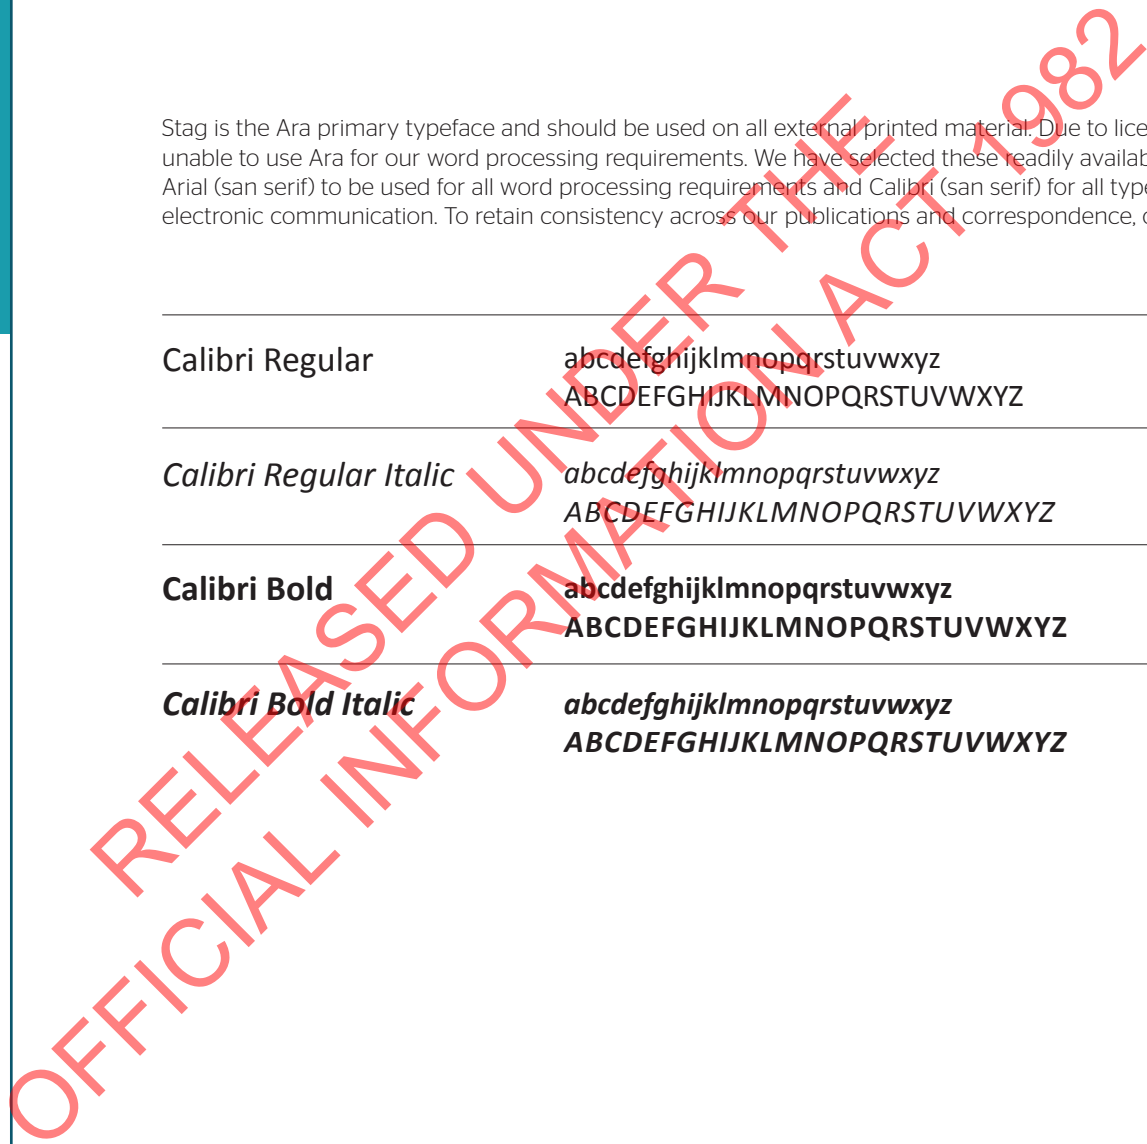 Stag is the Ara primary typeface and should be used on all external printed material. Due to lice
unable to use Ara for our word processing requirements. We have selected these readily availab
Arial (san serif) to be used for all word processing requirements and Calibri (san serif) for all type
electronic communication. To retain consistency across our publications and correspondence, o
Calibri Regular
abcdefghijklmnopqrstuvwxyz
ABCDEFGHIJKLMNOPQRSTUVWXYZ
Calibri Regular Italic
abcdefghijklmnopqrstuvwxyz
ABCDEFGHIJKLMNOPQRSTUVWXYZ
Calibri Bold
abcdefghijklmnopqrstuvwxyz
ABCDEFGHIJKLMNOPQRSTUVWXYZ
Calibri Bold Italic
abcdefghijklmnopqrstuvwxyz
ABCDEFGHIJKLMNOPQRSTUVWXYZ
RELEASED UNDER THE
OFFICIAL INFORMATION ACT 1982